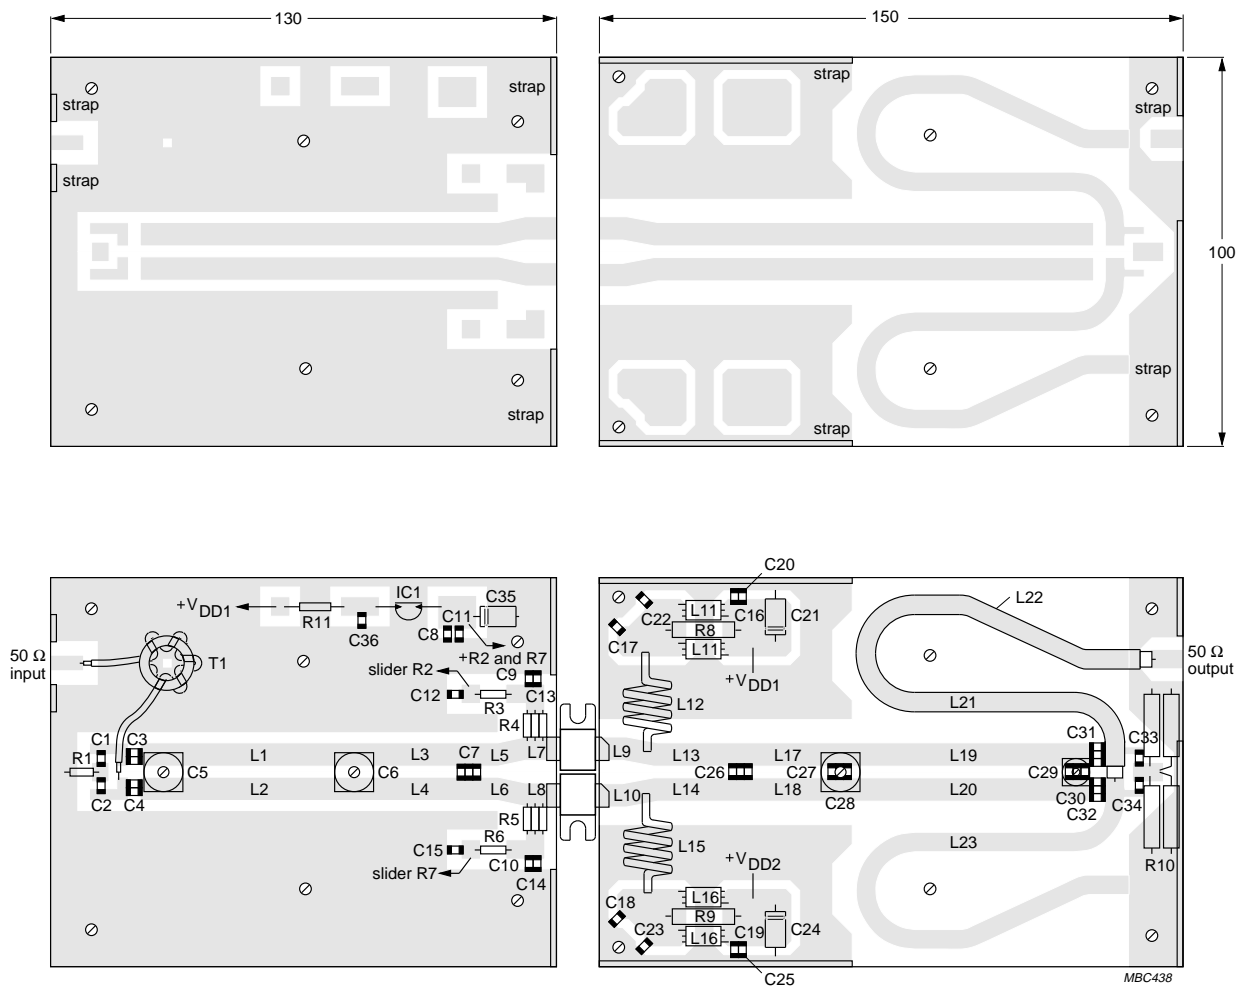 130
150
strap
strap
strap
strap
strap
strap
100
strap
strap
strap
C20
+V DD1
IC1
C35
R11
C36
C8
C11
C22
L11
C16
C21
L22
R8
C17
L11
50 Ω
input
T1
+R2 and R7
slider R2
C9
C12
R3
C13
+V DD1
50 Ω
output
R4
L12
L21
R1
C1
C3
L1
L3
C7
L5
L7
L9
L13
L17
L19
C31
C33
C5
C6
C26
C27
C29
C2
C4
L2
L4
L6
L8
L10
L14
L18
C28
L20
C30
C32
C34
R5
R6
C15
C10
slider R7
C14
L15
+V DD2
L23
R10
C18
L16
R9
C23
L16
C19
C24
C25
MBC438